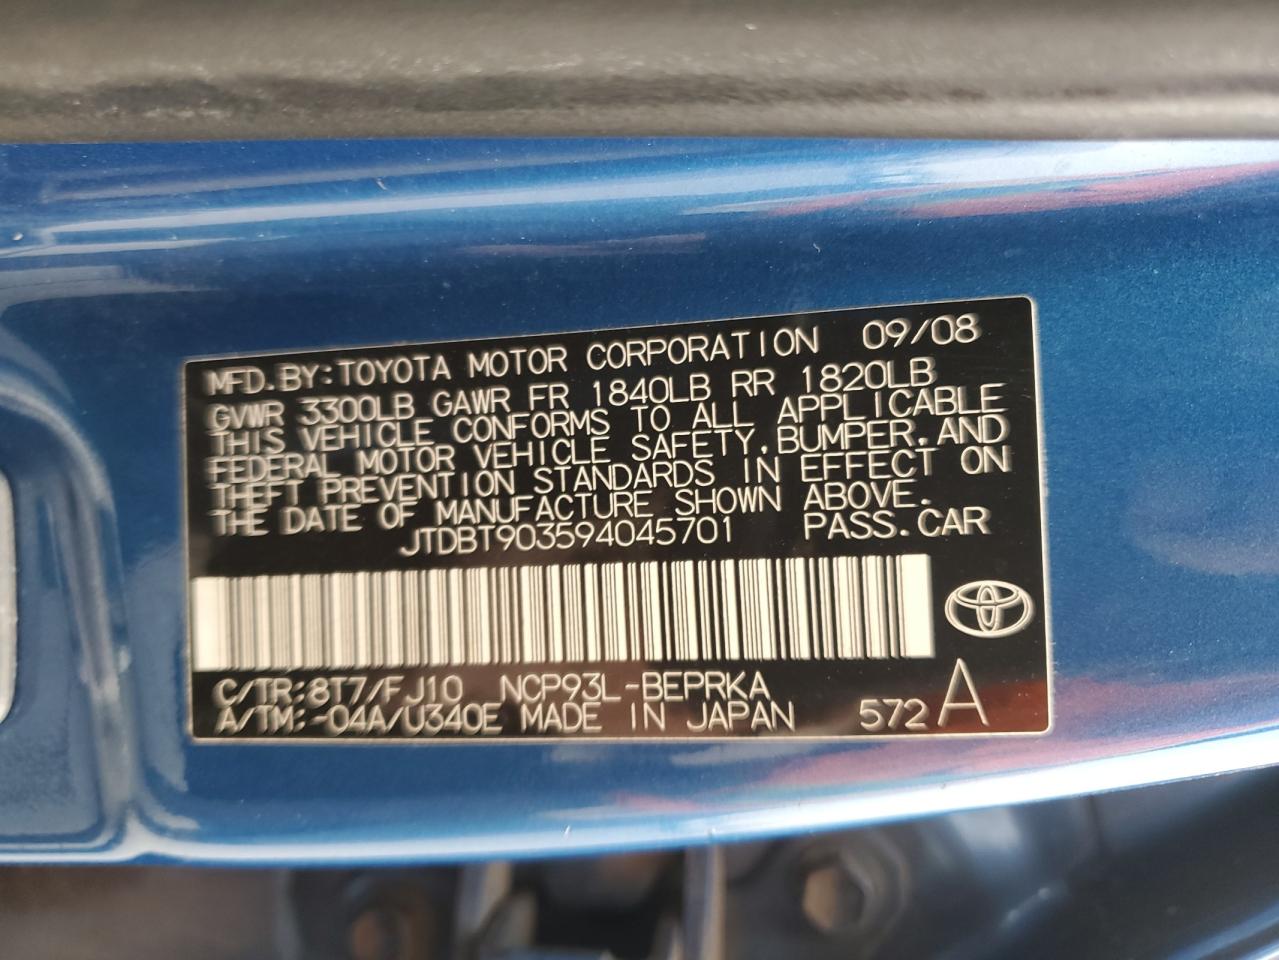 MFD.BY:TOYOTA MOTOR CORPORATION 09/08
GVWR 3300LB GAWR FR 1840LB RR 1820LB
THIS VEHICLE CONFORMS TO ALL APPLICABLE
FEDERAL MOTOR VEHICLE SAFETY,BUMPER,AND
THEFT PREVENTION STANDARDS IN EFFECT ON
THE DATE OF MANUFACTURE SHOWN ABOVE.
JTDBT903594045701 PASS.CAR
C/TR:8T7/FJ10 NCP93L-BEPRKA
A/TM:-04A/U340E MADE IN JAPAN 572 A